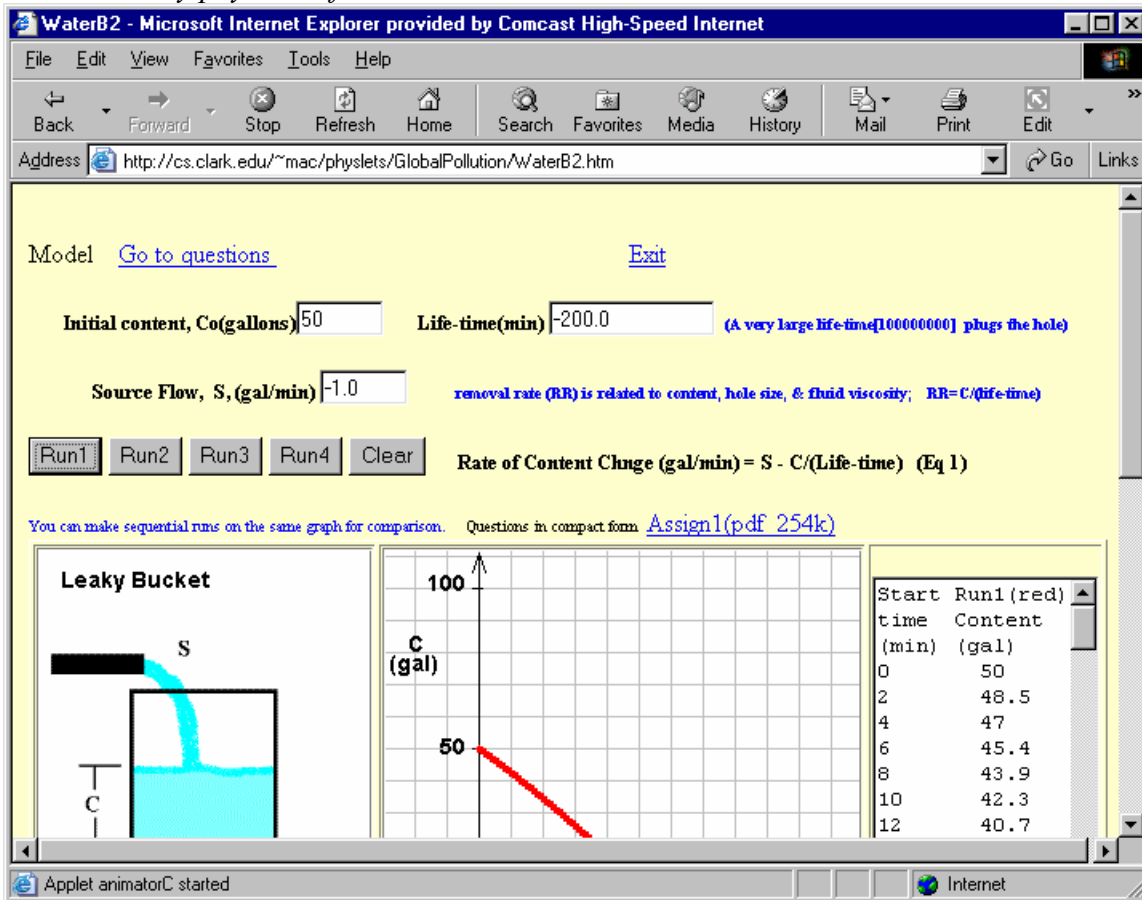 WaterB2 - Microsoft Internet Explorer provided by Comcast High-Speed Internet
File Edit View Favorites Tools Help
Back Forward Stop Refresh Home Search Favorites Media History Mail Print Edit »
Address http://cs.clark.edu/~mac/physlets/GlobalPollution/WaterB2.htm Go Links
Model Go to questions Exit
Initial content, Co(gallons) 50 Life-time(min) -200.0 (A very large life-time[100000000] plugs the hole)
Source Flow, S, (gal/min) -1.0 removal rate (RR) is related to content, hole size, & fluid viscosity; RR= C/(life-time)
Run1 Run2 Run3 Run4 Clear Rate of Content Chnge (gal/min) = S - C/(Life-time) (Eq 1)
You can make sequential runs on the same graph for comparison. Questions in compact form Assign1(pdf 254k)
Leaky Bucket
S
C
100
C
(gal)
50
Start Run1(red)
time Content
(min) (gal)
0 50
2 48.5
4 47
6 45.4
8 43.9
10 42.3
12 40.7
Applet animatorC started Internet